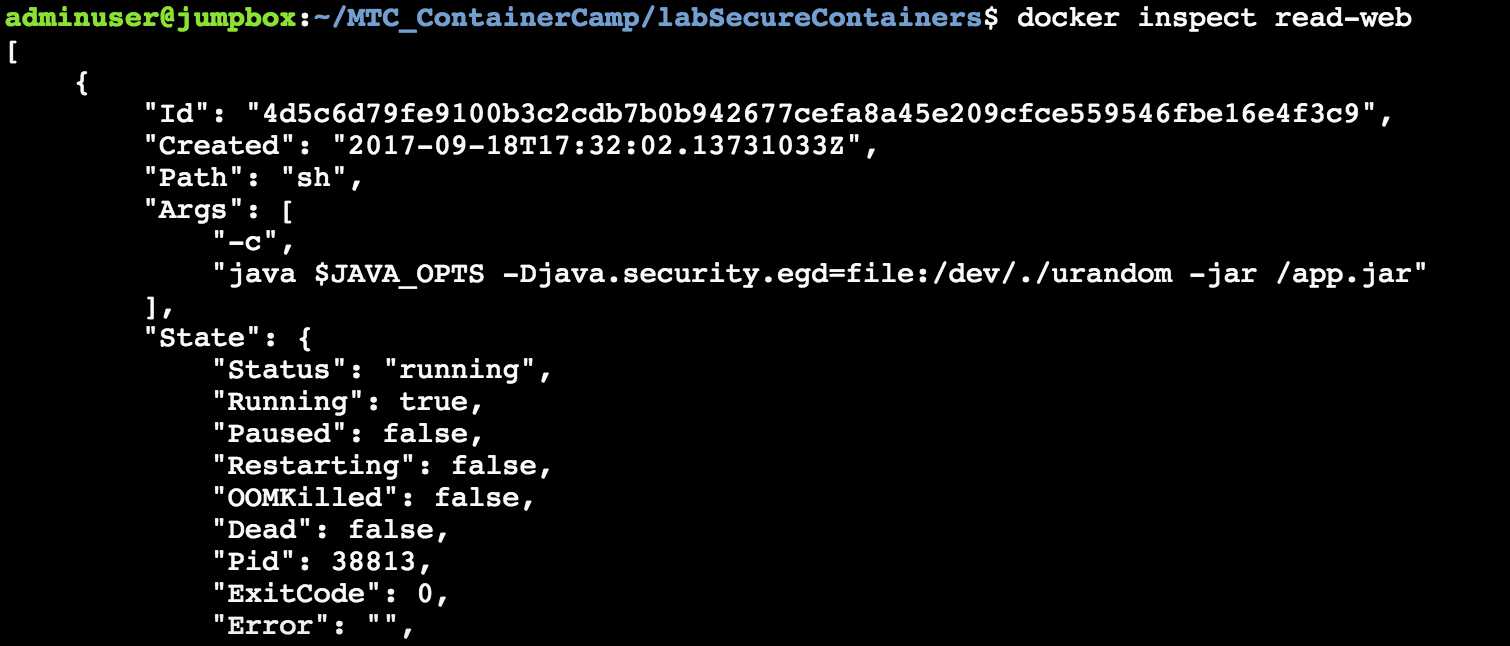 adminuser@jumpbox:~/MTC_ContainerCamp/labSecureContainers$ docker inspect read-web
[
    {
        "Id": "4d5c6d79fe9100b3c2cdb7b0b942677cefa8a45e209cfce559546fbe16e4f3c9",
        "Created": "2017-09-18T17:32:02.13731033Z",
        "Path": "sh",
        "Args": [
            "-c",
            "java $JAVA_OPTS -Djava.security.egd=file:/dev/./urandom -jar /app.jar"
        ],
        "State": {
            "Status": "running",
            "Running": true,
            "Paused": false,
            "Restarting": false,
            "OOMKilled": false,
            "Dead": false,
            "Pid": 38813,
            "ExitCode": 0,
            "Error": "",